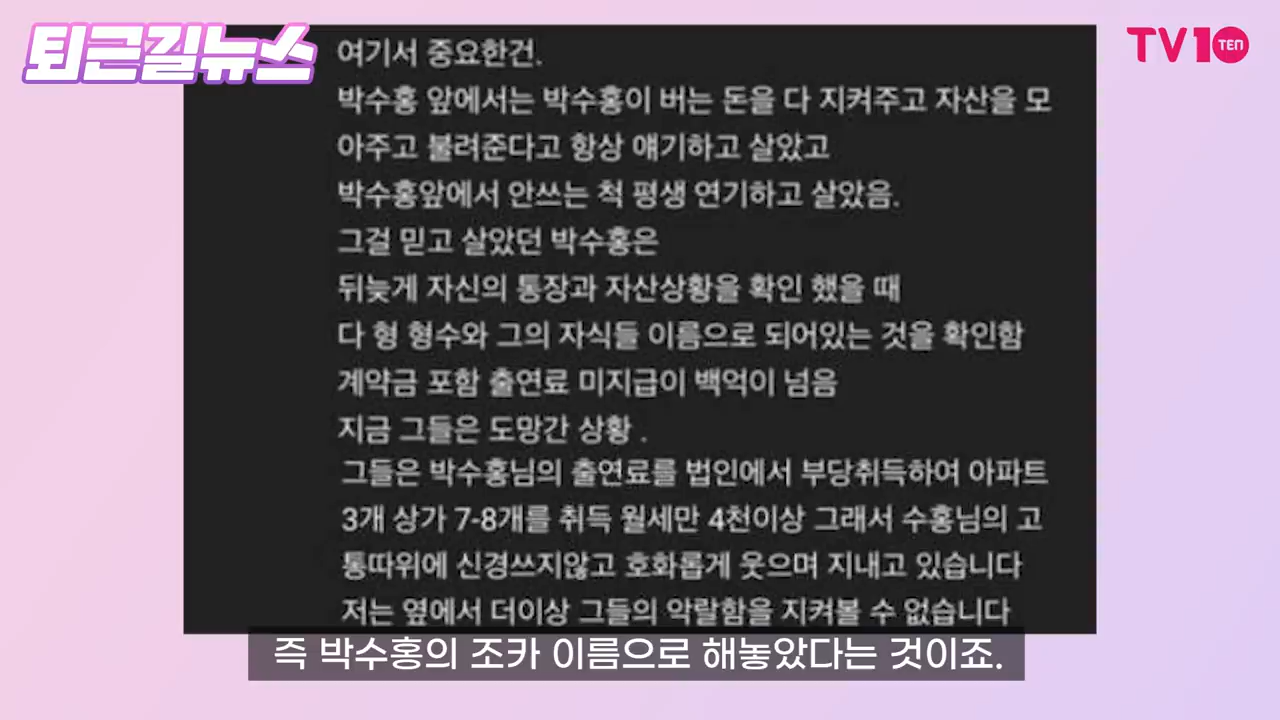 퇴근길뉴스
TV10
TEN
여기서 중요한건.
박수홍 앞에서는 박수홍이 버는 돈을 다 지켜주고 자산을 모
아주고 불려준다고 항상 얘기하고 살았고
박수홍앞에서 안쓰는 척 평생 연기하고 살았음.
그걸 믿고 살았던 박수홍은
뒤늦게 자신의 통장과 자산상황을 확인 했을 때
다 형 형수와 그의 자식들 이름으로 되어있는 것을 확인함
계약금 포함 출연료 미지급이 백억이 넘음
지금 그들은 도망간 상황 .
그들은 박수홍님의 출연료를 법인에서 부당취득하여 아파트
3개 상가 7-8개를 취득 월세만 4천이상 그래서 수홍님의 고
통따위에 신경쓰지않고 호화롭게 웃으며 지내고 있습니다
저는 옆에서 더이상 그들의 악랄함을 지켜볼 수 없습니다
즉 박수홍의 조카 이름으로 해놓았다는 것이죠.